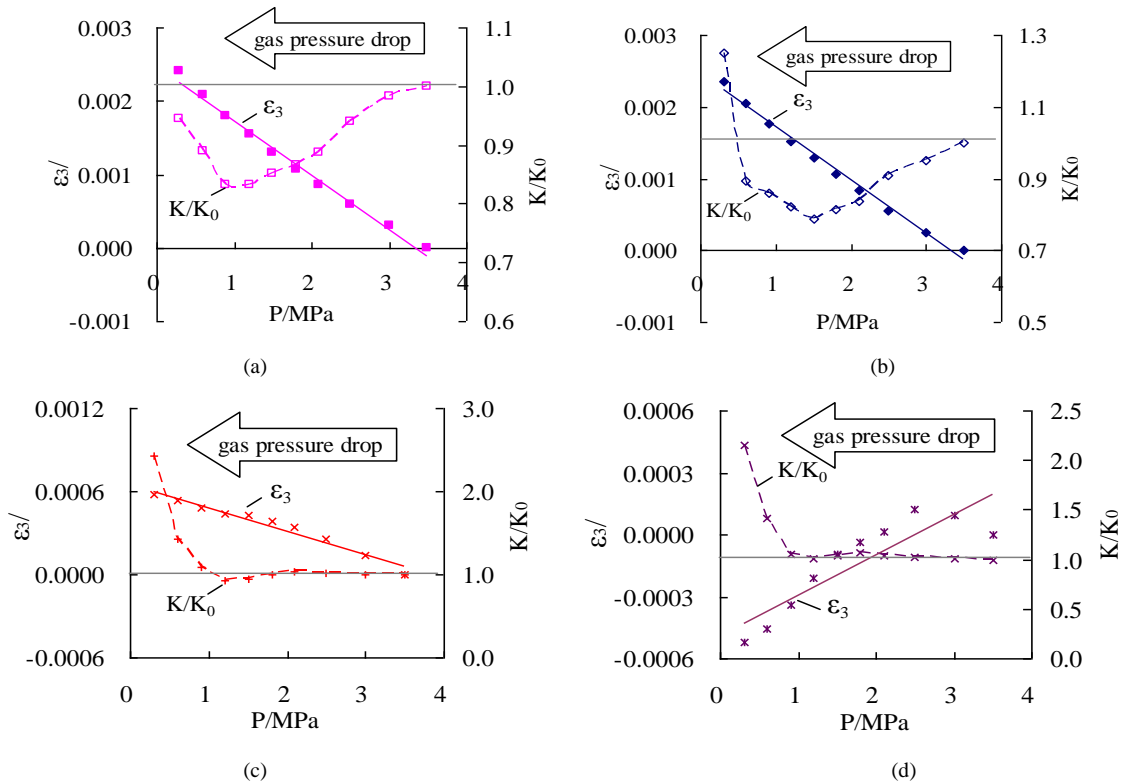 0.003
0.002
0.001
0.000
-0.001
ε3/
gas pressure drop
ε3
K/K0
0 1 2 3 4
P/MPa
1.1
1.0
0.9
0.8
0.7
0.6
K/K0
(a)
0.003
0.002
0.001
0.000
-0.001
ε3/
gas pressure drop
ε3
K/K0
0 1 2 3 4
P/MPa
1.3
1.1
0.9
0.7
0.5
K/K0
(b)
0.0012
0.0006
0.0000
-0.0006
ε3/
gas pressure drop
ε3
K/K0
0 1 2 3 4
P/MPa
3.0
2.0
1.0
0.0
K/K0
(c)
0.0006
0.0003
0.0000
-0.0003
-0.0006
ε3/
gas pressure drop
K/K0
ε3
0 1 2 3 4
P/MPa
2.5
2.0
1.5
1.0
0.5
0.0
K/K0
(d)